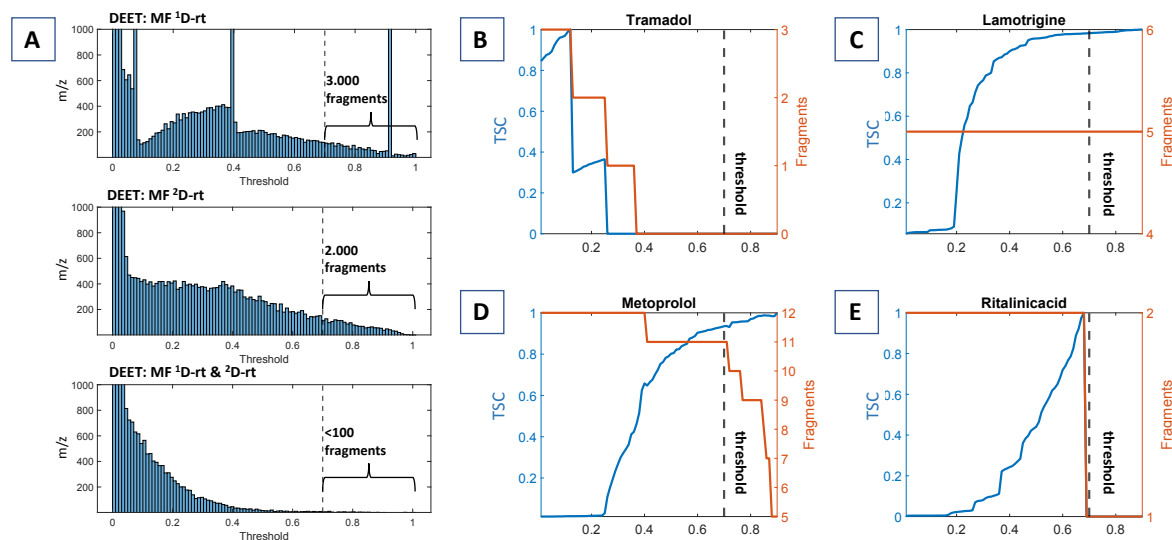 A
DEET: MF ¹D-rt
1000
800
600
400
200
m/z
3.000
fragments
0 0.2 0.4 0.6 0.8 1
Threshold
DEET: MF ²D-rt
1000
800
600
400
200
m/z
2.000
fragments
0 0.2 0.4 0.6 0.8 1
Threshold
DEET: MF ¹D-rt & ²D-rt
1000
800
600
400
200
m/z
<100
fragments
0 0.2 0.4 0.6 0.8 1
Threshold
B
Tramadol
1
0.8
0.6
0.4
0.2
0
TSC
threshold
3
2
1
0
Fragments
0.2 0.4 0.6 0.8
C
Lamotrigine
1
0.8
0.6
0.4
0.2
TSC
threshold
6
5
4
Fragments
0.2 0.4 0.6 0.8
D
Metoprolol
1
0.8
0.6
0.4
0.2
TSC
threshold
12
11
10
9
8
7
6
5
Fragments
0.2 0.4 0.6 0.8
E
Ritalinicacid
1
0.8
0.6
0.4
0.2
0
TSC
threshold
2
1
Fragments
0.2 0.4 0.6 0.8